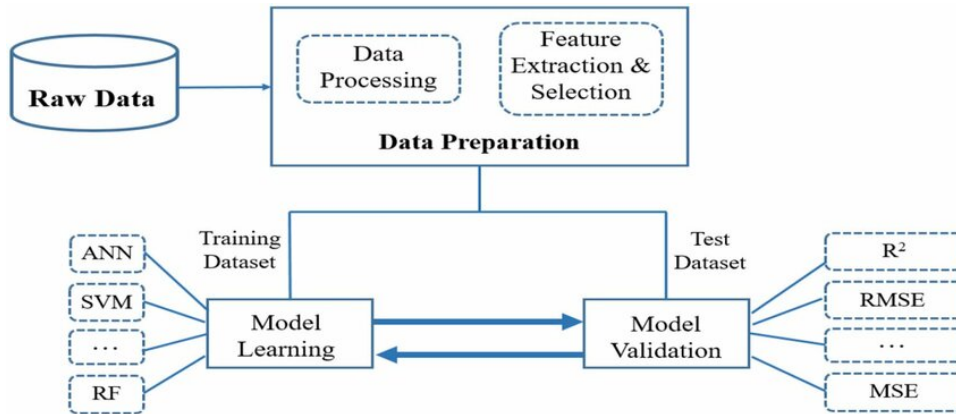 Raw Data
Data
Processing
Feature
Extraction &
Selection
Data Preparation
Training
Dataset
Test
Dataset
ANN
SVM
...
RF
Model
Learning
Model
Validation
R²
RMSE
...
MSE